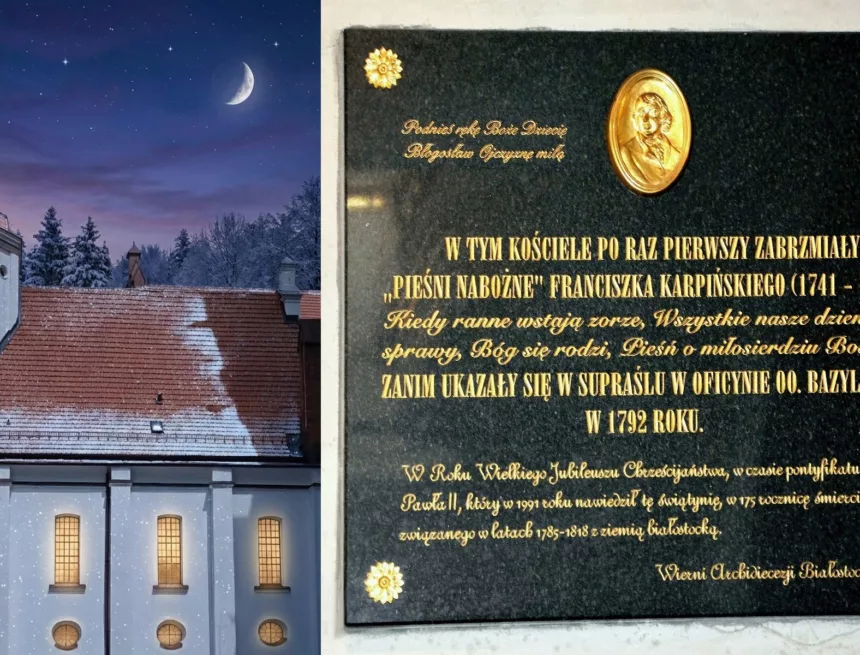 Podnieś rękę Boże Dziecię
Błogosław Ojczyznę miłą
W TYM KOŚCIELE PO RAZ PIERWSZY ZABRZMIAŁY
„PIEŚNI NABOŻNE" FRANCISZKA KARPIŃSKIEGO (1741 -
Kiedy ranne wstają zorze, Wszystkie nasze dzien
sprawy, Bóg się rodzi, Pieśń o miłosierdziu Bo
ZANIM UKAZAŁY SIĘ W SUPRAŚLU W OFICYNIE OO. BAZYL
W 1792 ROKU.
W Roku Wielkiego Jubileuszu Chrześcijaństwa, w czasie pontyfikatu
Pawła II, który w 1991 roku nawiedził tę świątynię, w 175 rocznicę śmierci
związanego w latach 1785-1818 z ziemią białostocką.
Wierni Archidiecezji Białostoc